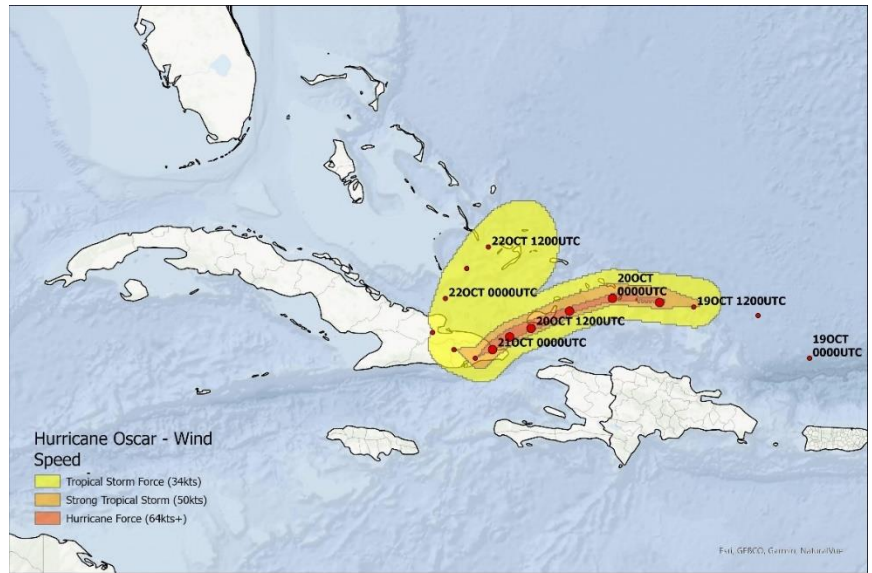 22OCT 1200UTC
20OCT
0000UTC
22OCT 0000UTC
19OCT 1200UTC
20OCT 1200UTC
21OCT 0000UTC
19OCT
0000UTC
Hurricane Oscar - Wind
Speed
Tropical Storm Force (34kts)
Strong Tropical Storm (50kts)
Hurricane Force (64kts+)
Esri, GEBCO, Garmin, NaturalVue